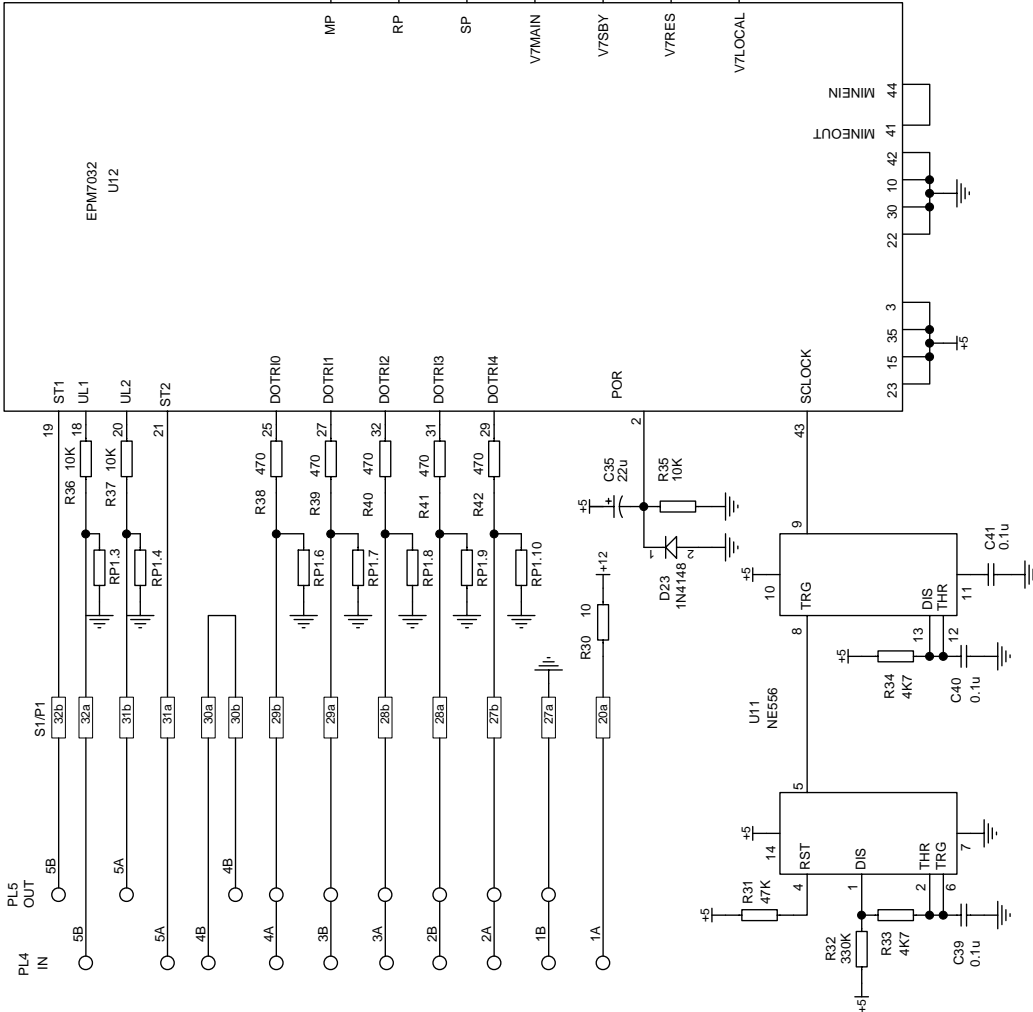 MP
RP
SP
V7MAIN
V7SBY
V7RES
V7LOCAL
EPM7032
U12
MINEIN
44
MINEOUT
41
42
10
30
22
3
35
15
23
+5
ST1
UL1
UL2
ST2
DOTRI0
DOTRI1
DOTRI2
DOTRI3
DOTRI4
POR
SCLOCK
19
18
20
21
25
27
32
31
29
2
43
R36
10K
R37
10K
R38
470
R39
470
R40
470
R41
470
R42
470
RP1.3
RP1.4
RP1.6
RP1.7
RP1.8
RP1.9
RP1.10
+5
+
C35
22u
R35
10K
1
2
D23
1N4148
+12
R30
10
S1/P1
32b
32a
31b
31a
30a
30b
29b
29a
28b
28a
27b
27a
20a
PL5
OUT
5B
5A
4B
PL4
IN
5B
5A
4B
4A
3B
3A
2B
2A
1B
1A
9
+5
10
TRG
DIS
THR
11
C41
0.1u
8
13
12
+5
R34
4K7
C40
0.1u
U11
NE556
5
+5
14
RST
DIS
THR
TRG
7
4
1
2
6
+5
R31
47K
R32
330K
+5
R33
4K7
C39
0.1u